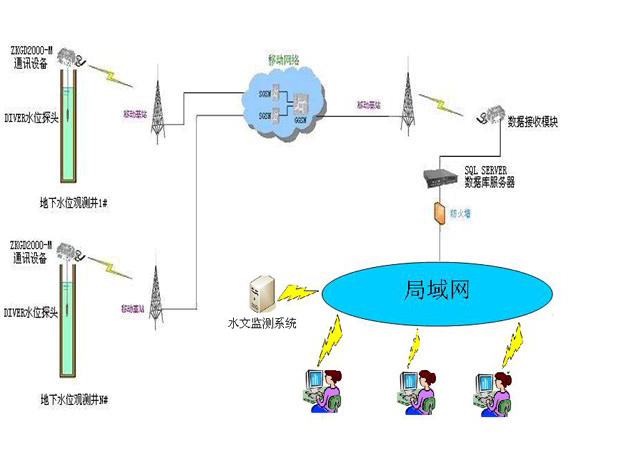 ZKGD2000-M
通讯设备
DIVER水位探头
地下水位观测井1#
移动基站
移动网络
SGSN
SGSN
GGSN
移动基站
数据接收模块
SQL SERVER
数据库服务器
防火墙
ZKGD2000-M
通讯设备
DIVER水位探头
地下水位观测井N#
移动基站
局域网
水文监测系统